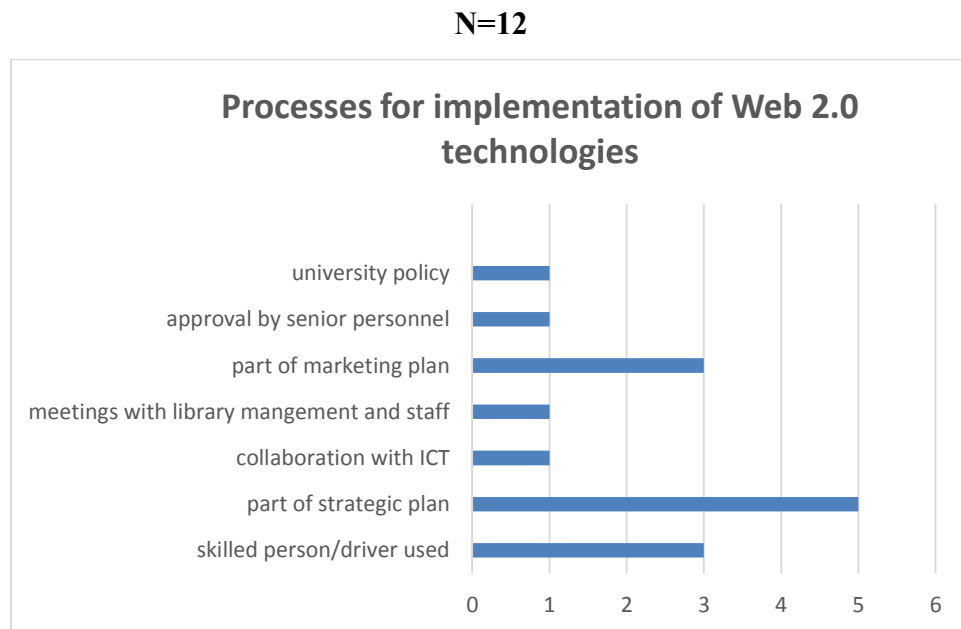 N=12
Processes for implementation of Web 2.0
technologies
university policy
approval by senior personnel
part of marketing plan
meetings with library mangement and staff
collaboration with ICT
part of strategic plan
skilled person/driver used
0 1 2 3 4 5 6